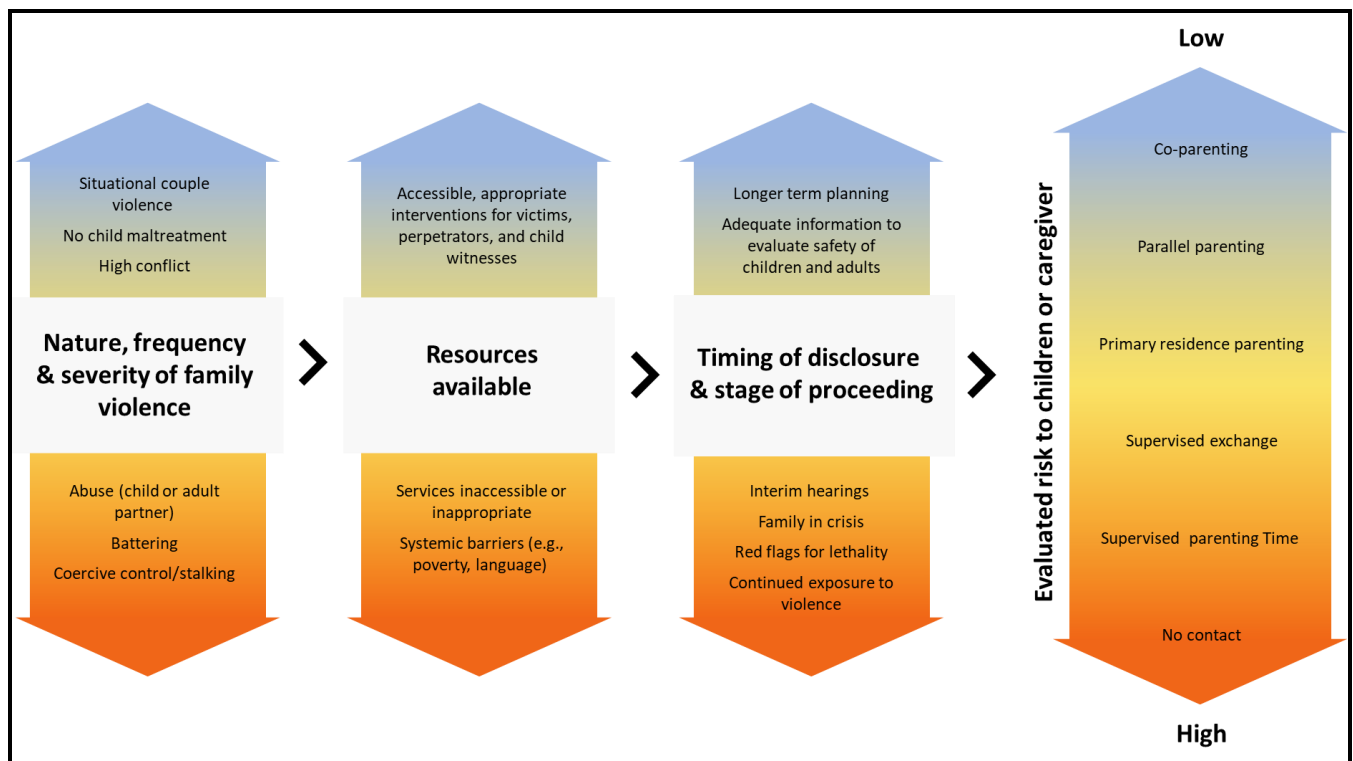 Situational couple
violence
No child maltreatment
High conflict
Nature, frequency
& severity of family
violence
Abuse (child or adult
partner)
Battering
Coercive control/stalking
Accessible, appropriate
interventions for victims,
perpetrators, and child
witnesses
Resources
available
Services inaccessible or
inappropriate
Systemic barriers (e.g.,
poverty, language)
Longer term planning
Adequate information to
evaluate safety of
children and adults
Timing of disclosure
& stage of proceeding
Interim hearings
Family in crisis
Red flags for lethality
Continued exposure to
violence
Evaluated risk to children or caregiver
Low
Co-parenting
Parallel parenting
Primary residence parenting
Supervised exchange
Supervised parenting Time
No contact
High